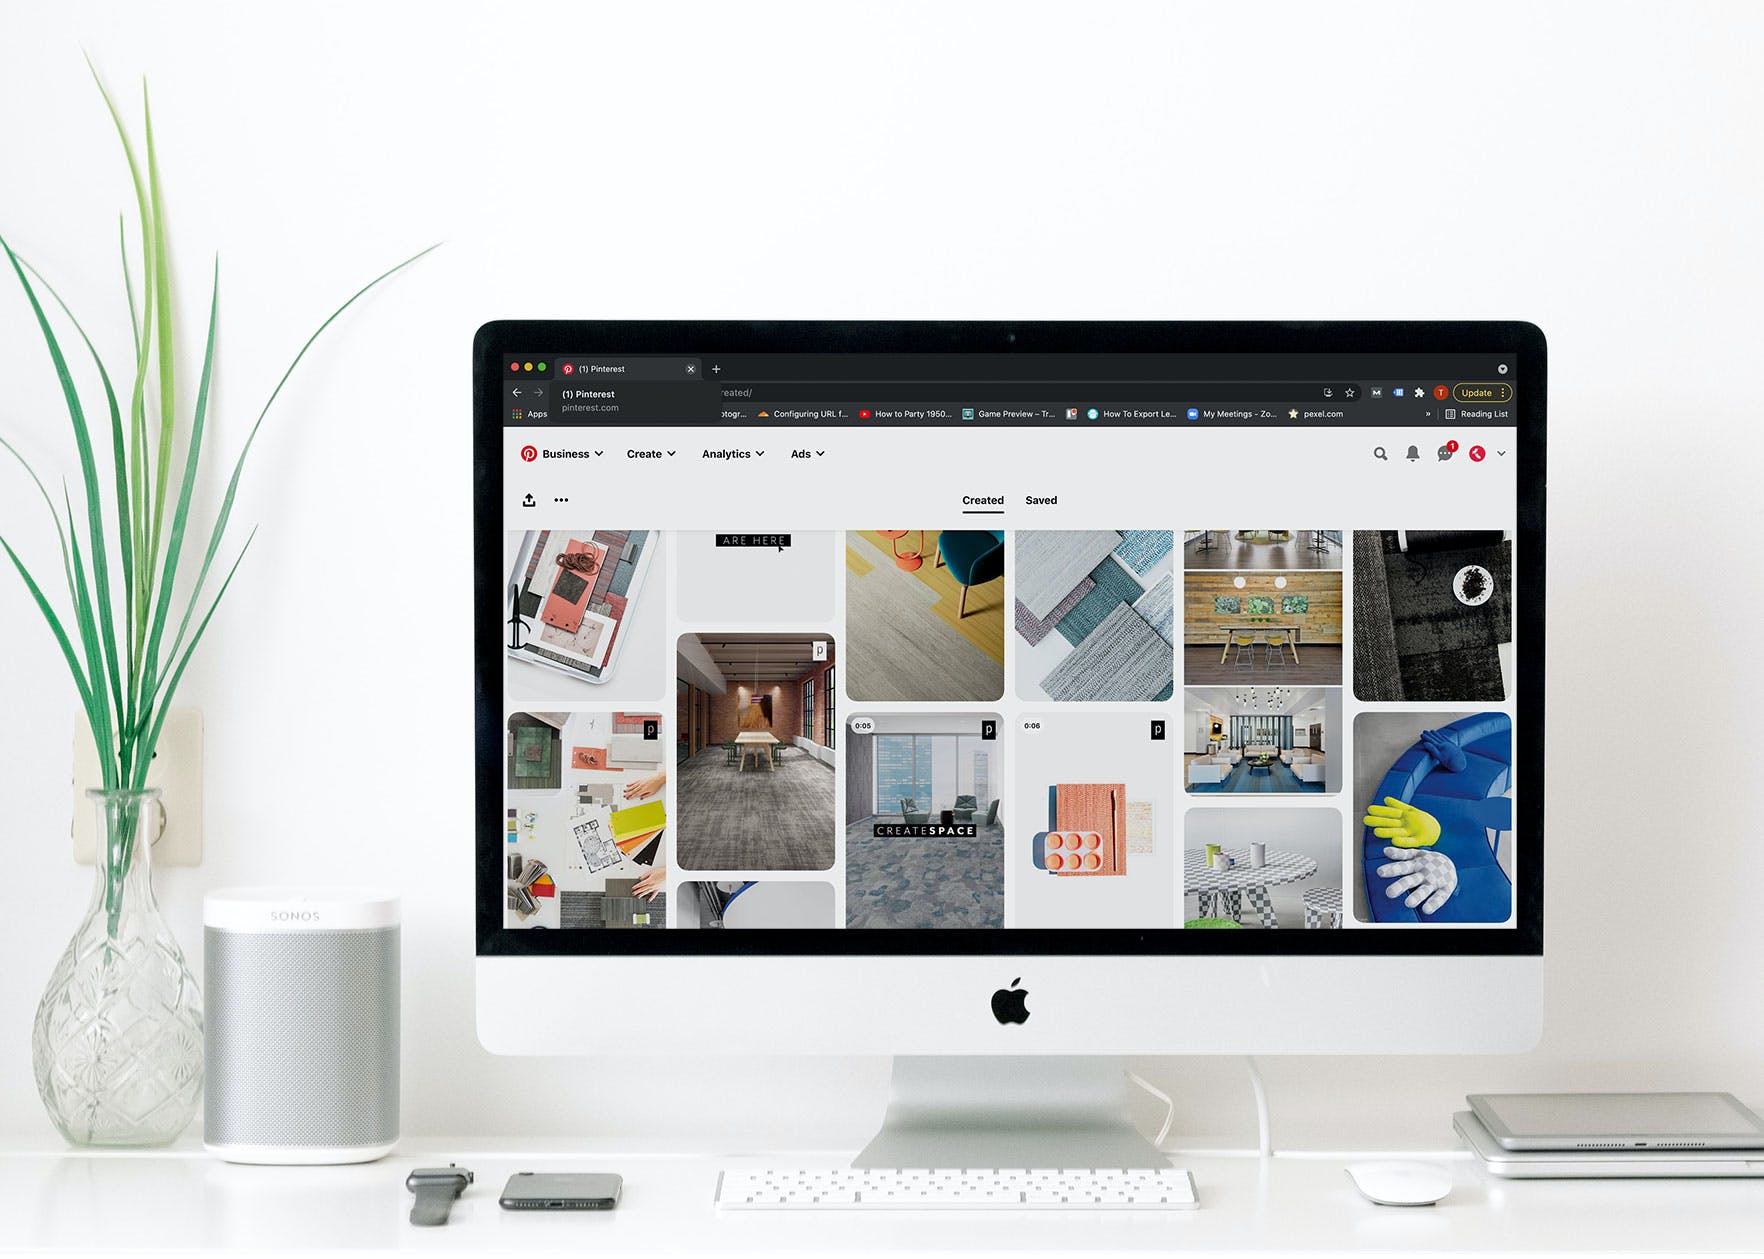 (1) Pinterest
(1) Pinterest
pinterest.com
reated/
Update
Apps
otogr...
Configuring URL f...
How to Party 1950...
Game Preview – Tr...
How To Export Le...
My Meetings - Zo...
pexel.com
»
Reading List
Business
Create
Analytics
Ads
1
T
Created
Saved
ARE HERE
p
p
0:05
p
0:06
p
CREATESPACE
SONOS